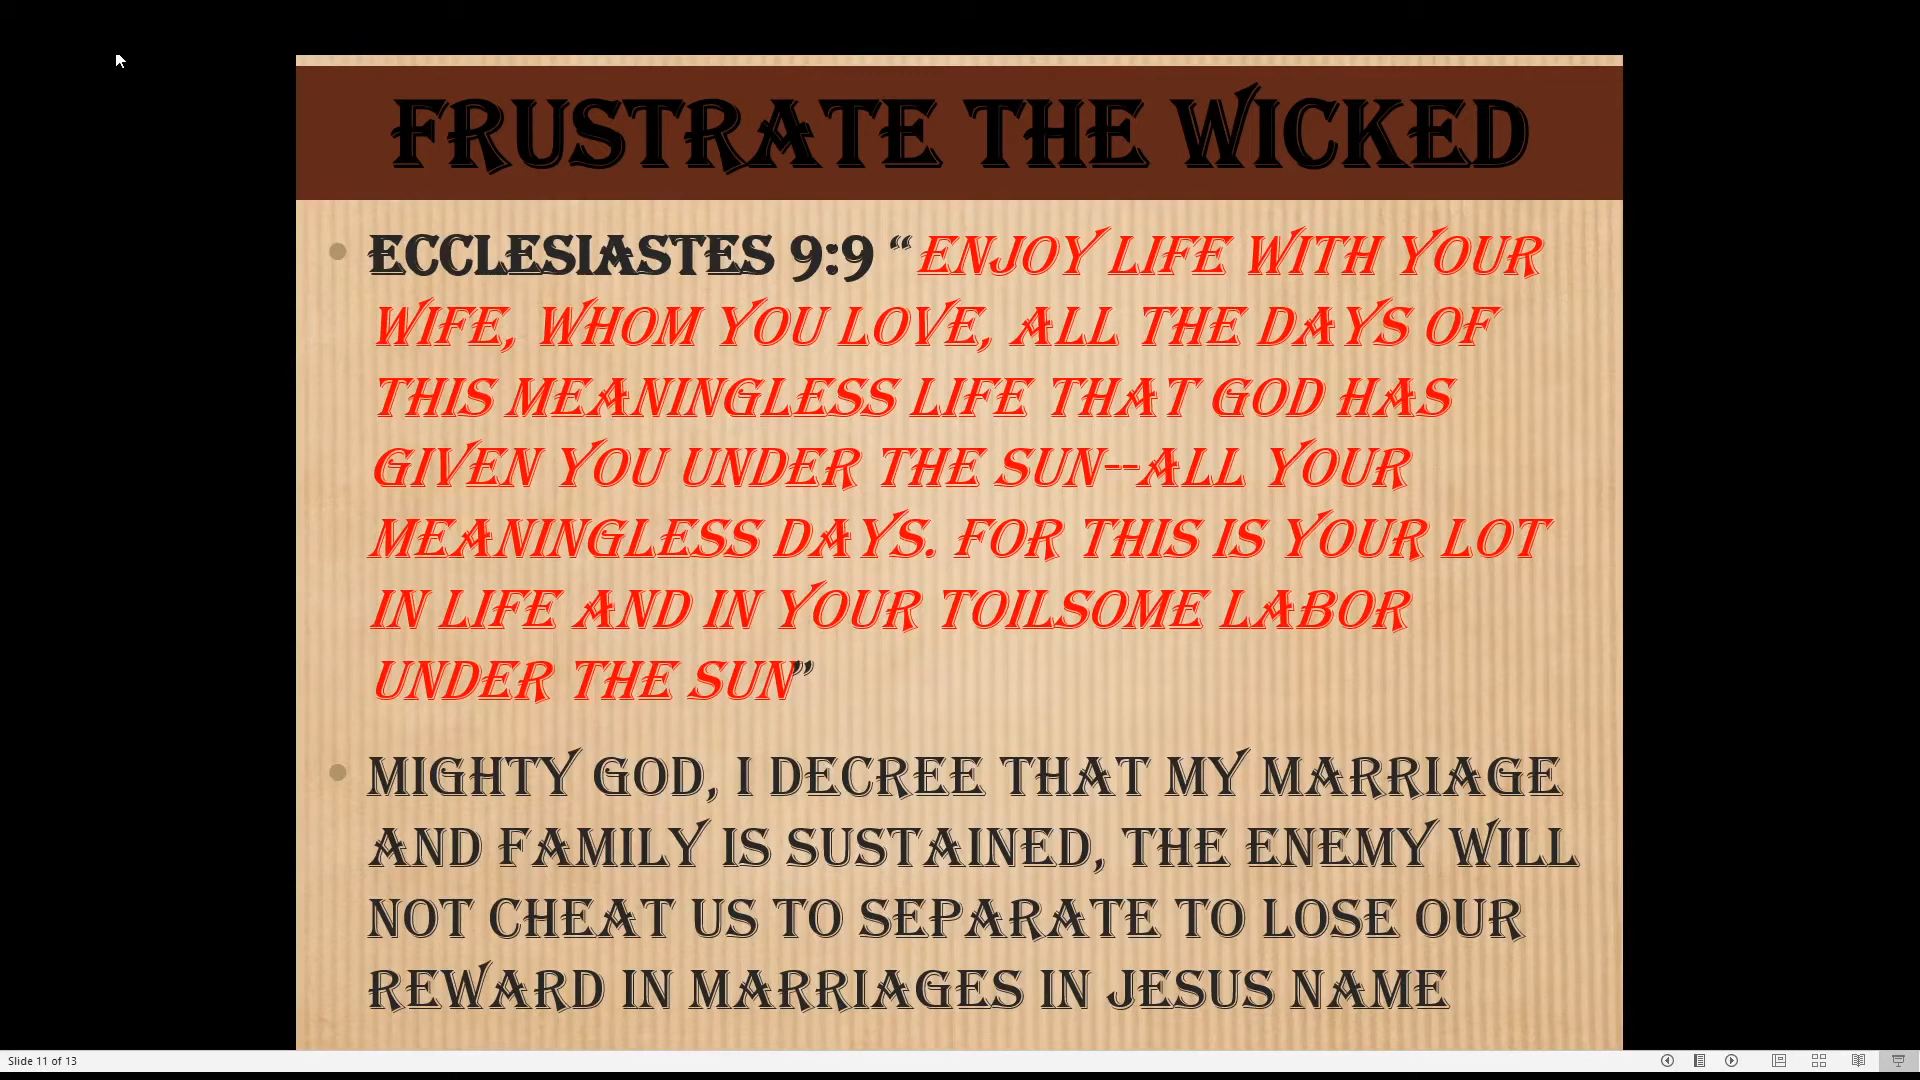 FRUSTRATE THE WICKED
• ECCLESIASTES 9:9 “ENJOY LIFE WITH YOUR
WIFE, WHOM YOU LOVE, ALL THE DAYS OF
THIS MEANINGLESS LIFE THAT GOD HAS
GIVEN YOU UNDER THE SUN--ALL YOUR
MEANINGLESS DAYS. FOR THIS IS YOUR LOT
IN LIFE AND IN YOUR TOILSOME LABOR
UNDER THE SUN”
• MIGHTY GOD, I DECREE THAT MY MARRIAGE
AND FAMILY IS SUSTAINED, THE ENEMY WILL
NOT CHEAT US TO SEPARATE TO LOSE OUR
REWARD IN MARRIAGES IN JESUS NAME
Slide 11 of 13